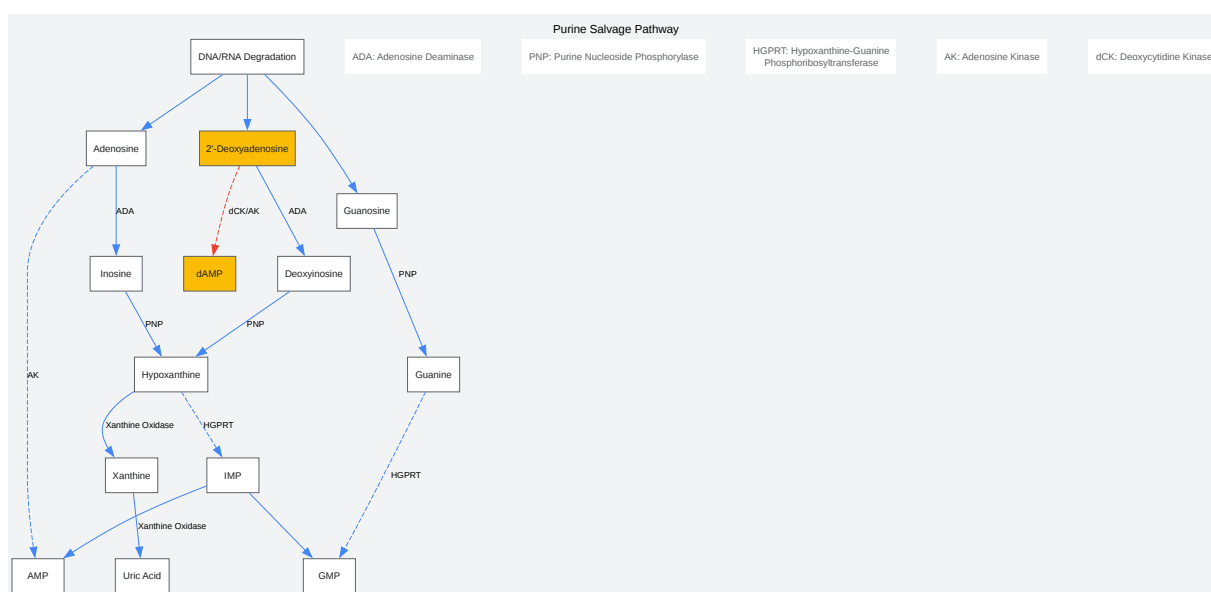 Purine Salvage Pathway
DNA/RNA Degradation
ADA: Adenosine Deaminase
PNP: Purine Nucleoside Phosphorylase
HGPRT: Hypoxanthine-Guanine
Phosphoribosyltransferase
AK: Adenosine Kinase
dCK: Deoxycytidine Kinase
Adenosine
2'-Deoxyadenosine
Guanosine
ADA
dCK/AK
ADA
Inosine
dAMP
Deoxyinosine
PNP
PNP
PNP
Hypoxanthine
Guanine
AK
Xanthine Oxidase
HGPRT
Xanthine
IMP
HGPRT
Xanthine Oxidase
AMP
Uric Acid
GMP